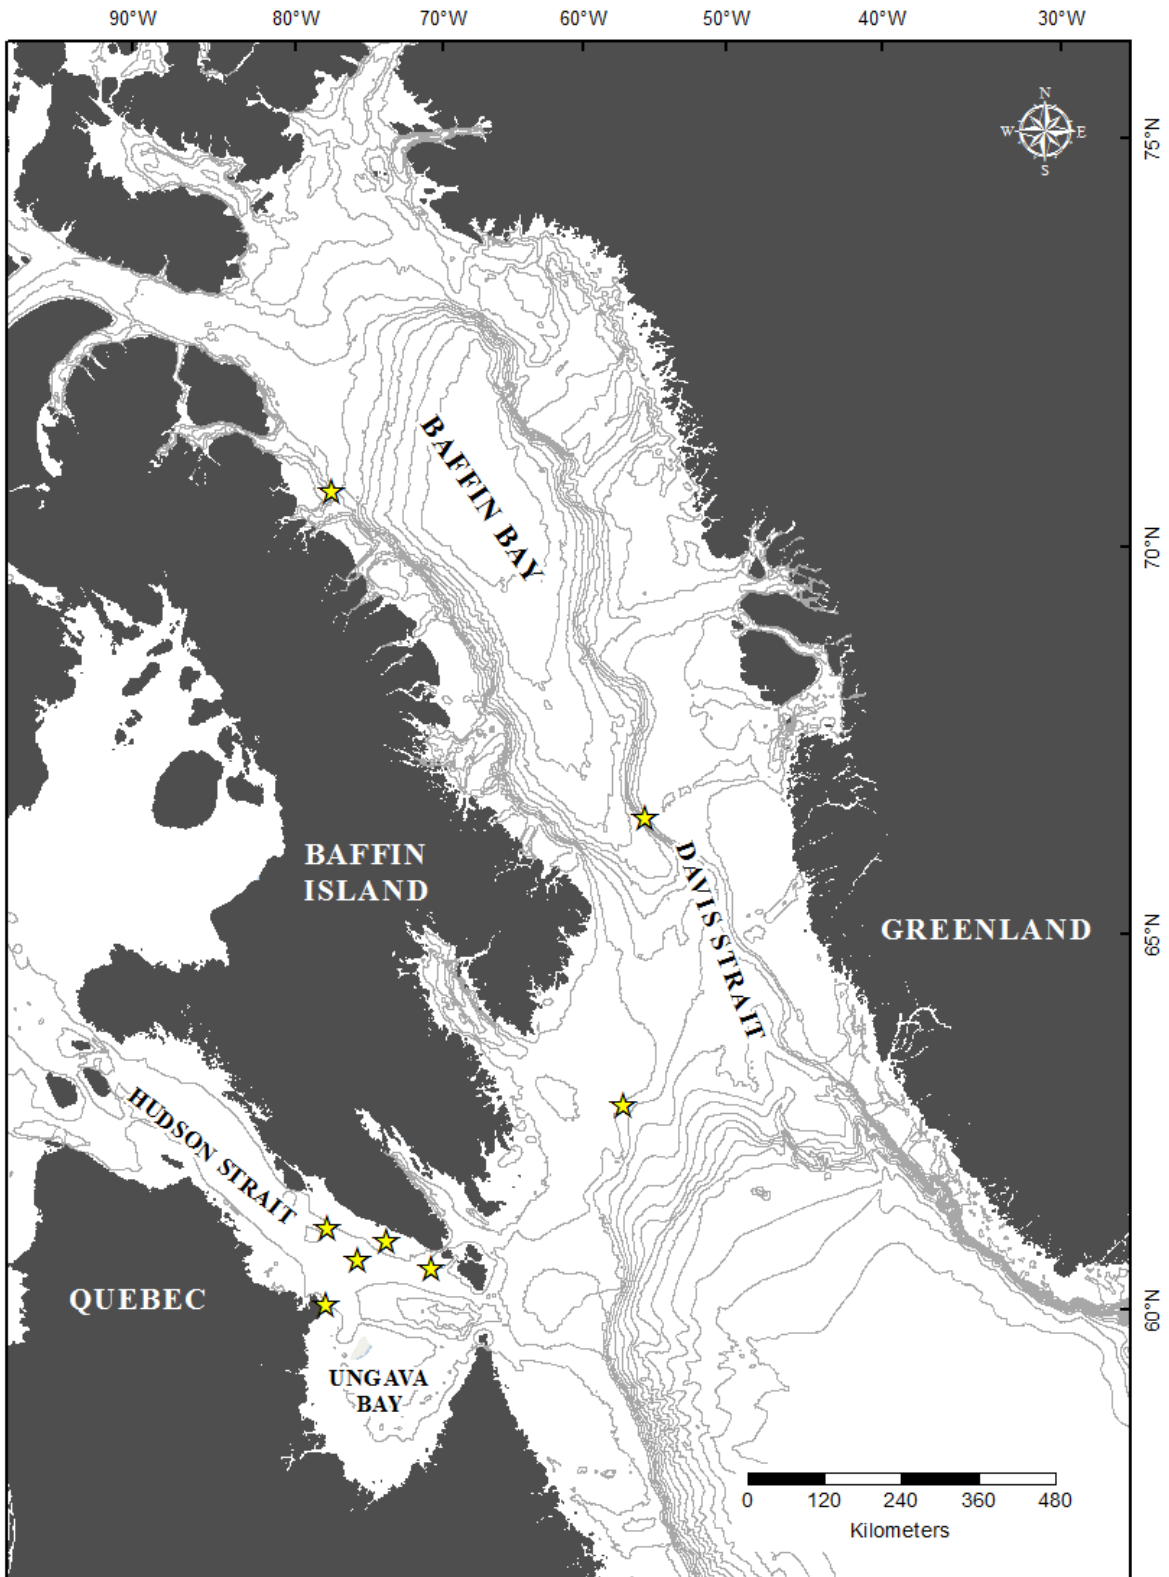 90°W 80°W 70°W 60°W 50°W 40°W 30°W
N
W E
S
75°N
BAFFIN BAY
70°N
BAFFIN
ISLAND
DAVIS STRAIT
GREENLAND
65°N
HUDSON STRAIT
QUEBEC
60°N
UNGAVA
BAY
0 120 240 360 480
Kilometers